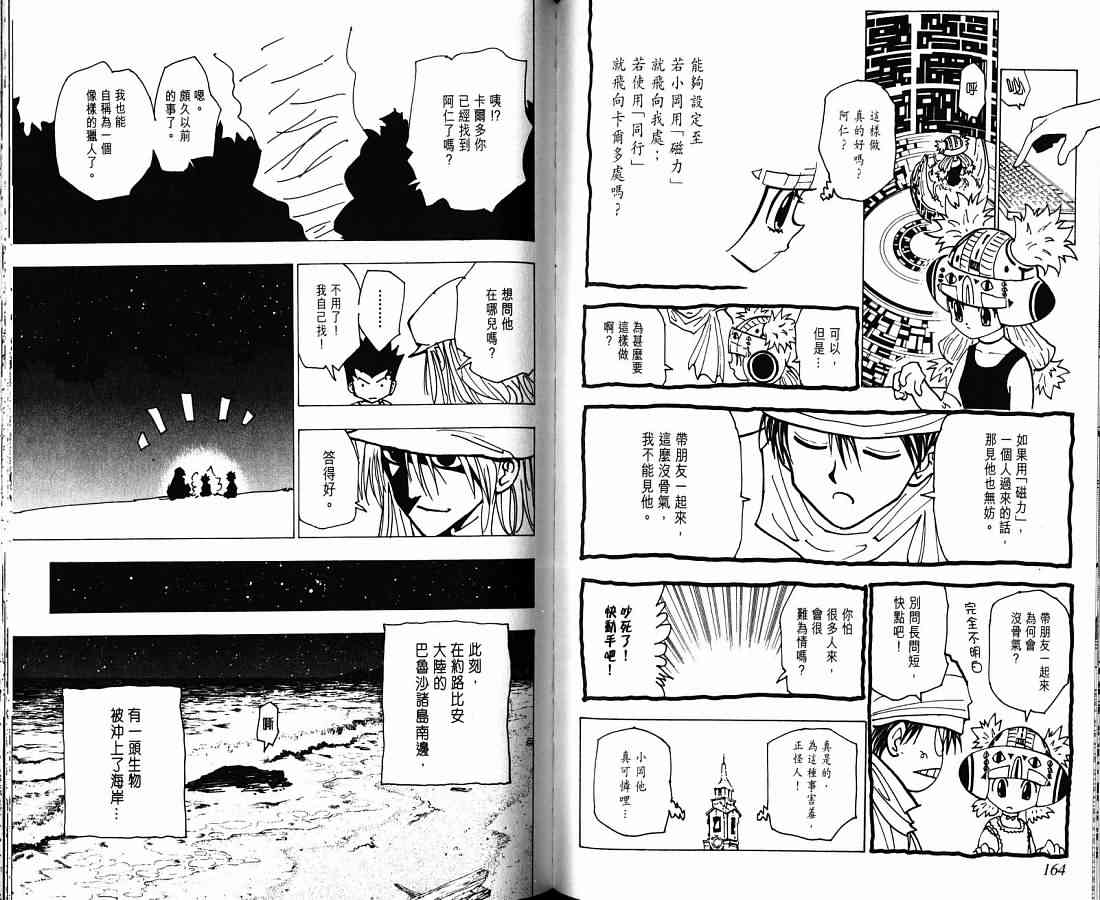 呦
呼
這樣做
真的好嗎？
阿仁？
能夠設定至
若小岡用「磁力」
就飛向我處；
若使用「同行」
就飛向卡爾多處嗎？
可以，
但是…
為甚麼要
這樣做
啊？
如果用「磁力」，
一個人過來的話，
那見他也無妨。
帶朋友一起來，
這麼沒骨氣，
我不能見他。
帶朋友一起來
為何會
沒骨氣？
完全不明
別問長問短，
快點吧！
你怕
很多人來，
會很
難為情嗎？
吵死了！
快動手吧！
真是的，
為這種事害羞，
正怪人！
小岡他
真可憐哩…
164
咦!?
卡爾多你
已經找到
阿仁了嗎？
嗯。
頗久以前
的事了。
我也能
自稱為一個
像樣的獵人了。
想問他
在哪兒嗎？
………
不用了！
我自己找！
答得好。
此刻，
在約路比安
大陸的
巴魯沙諸島南邊，
有一頭生物
被沖上了海岸…
嘶